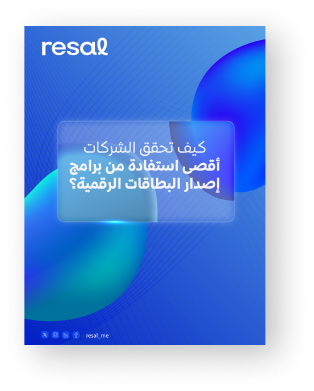 resal
كيف تحقق الشركات
أقصى استفادة من برامج
إصدار البطاقات الرقمية؟
resal_me